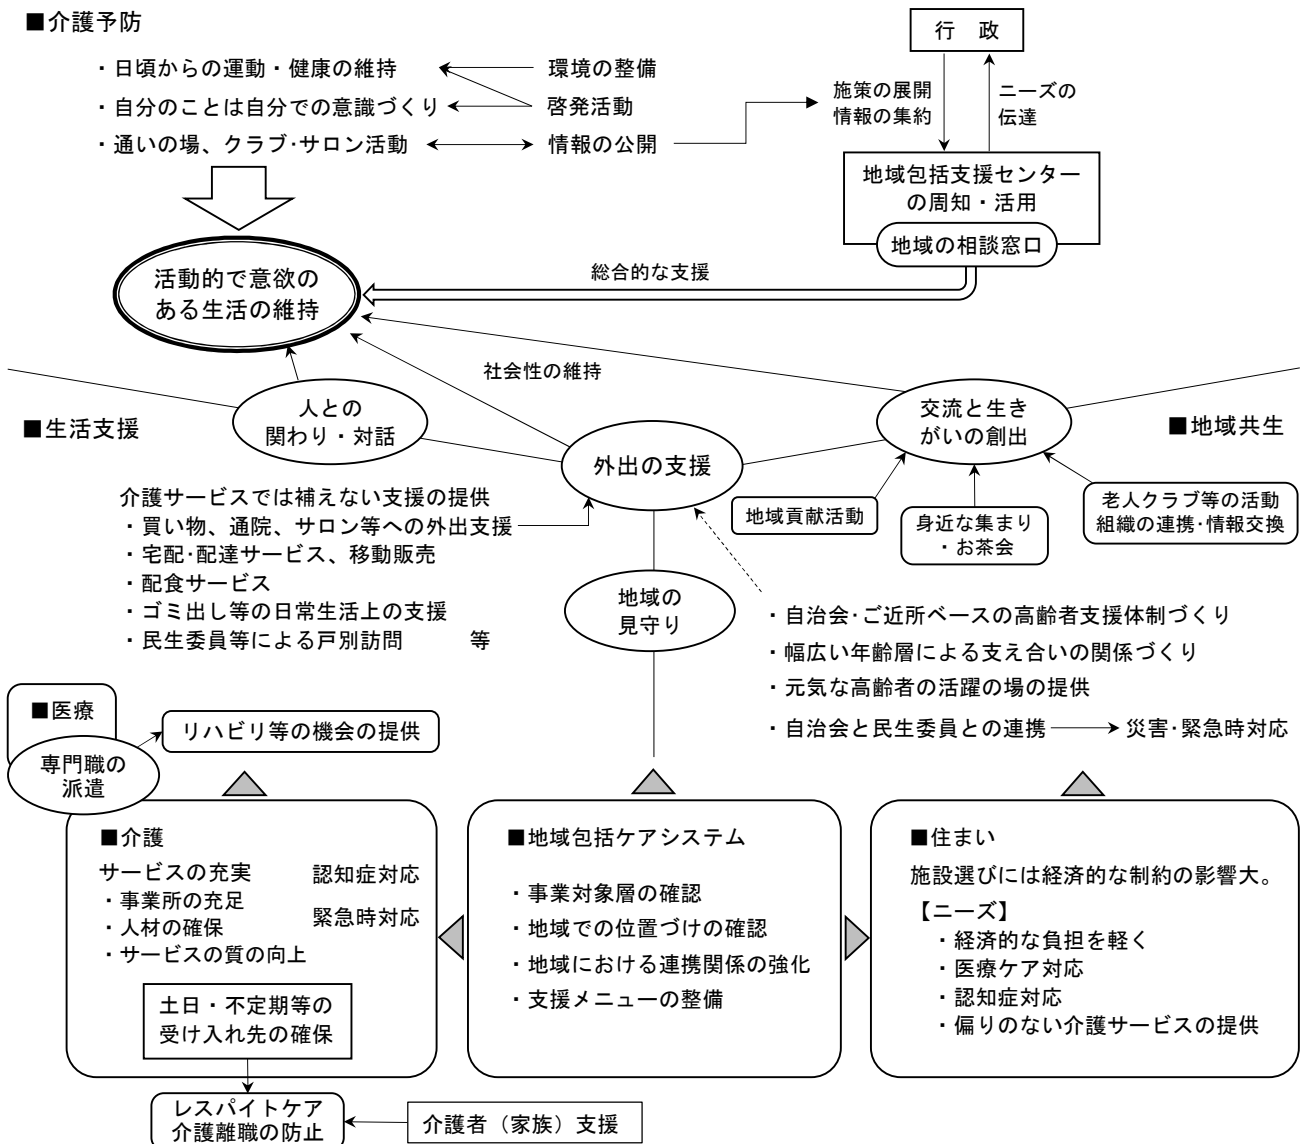 ■介護予防
・日頃からの運動・健康の維持
・自分のことは自分での意識づくり
・通いの場、クラブ・サロン活動
環境の整備
啓発活動
情報の公開
行　政
施策の展開
情報の集約
ニーズの
伝達
地域包括支援センター
の周知・活用
地域の相談窓口
総合的な支援
活動的で意欲の
ある生活の維持
社会性の維持
■生活支援
人との
関わり・対話
外出の支援
交流と生き
がいの創出
■地域共生
地域貢献活動
身近な集まり
・お茶会
老人クラブ等の活動
組織の連携・情報交換
介護サービスでは補えない支援の提供
・買い物、通院、サロン等への外出支援
・宅配・配達サービス、移動販売
・配食サービス
・ゴミ出し等の日常生活上の支援
・民生委員等による戸別訪問　　　等
地域の
見守り
・自治会・ご近所ベースの高齢者支援体制づくり
・幅広い年齢層による支え合いの関係づくり
・元気な高齢者の活躍の場の提供
・自治会と民生委員との連携
災害・緊急時対応
■医療
専門職の
派遣
リハビリ等の機会の提供
■介護
サービスの充実
・事業所の充足
・人材の確保
・サービスの質の向上
認知症対応
緊急時対応
土日・不定期等の
受け入れ先の確保
レスパイトケア
介護離職の防止
介護者（家族）支援
■地域包括ケアシステム
・事業対象層の確認
・地域での位置づけの確認
・地域における連携関係の強化
・支援メニューの整備
■住まい
施設選びには経済的な制約の影響大。
【ニーズ】
・経済的な負担を軽く
・医療ケア対応
・認知症対応
・偏りのない介護サービスの提供